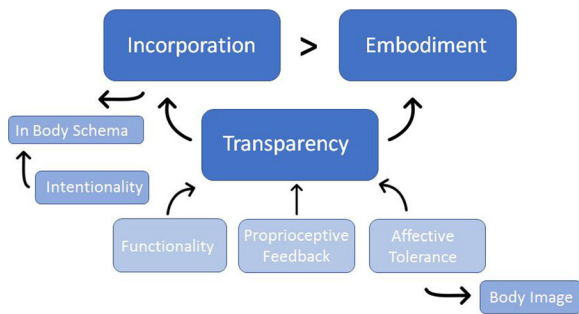 Incorporation > Embodiment
In Body Schema
Transparency
Intentionality
Functionality
Proprioceptive
Feedback
Affective
Tolerance
Body Image